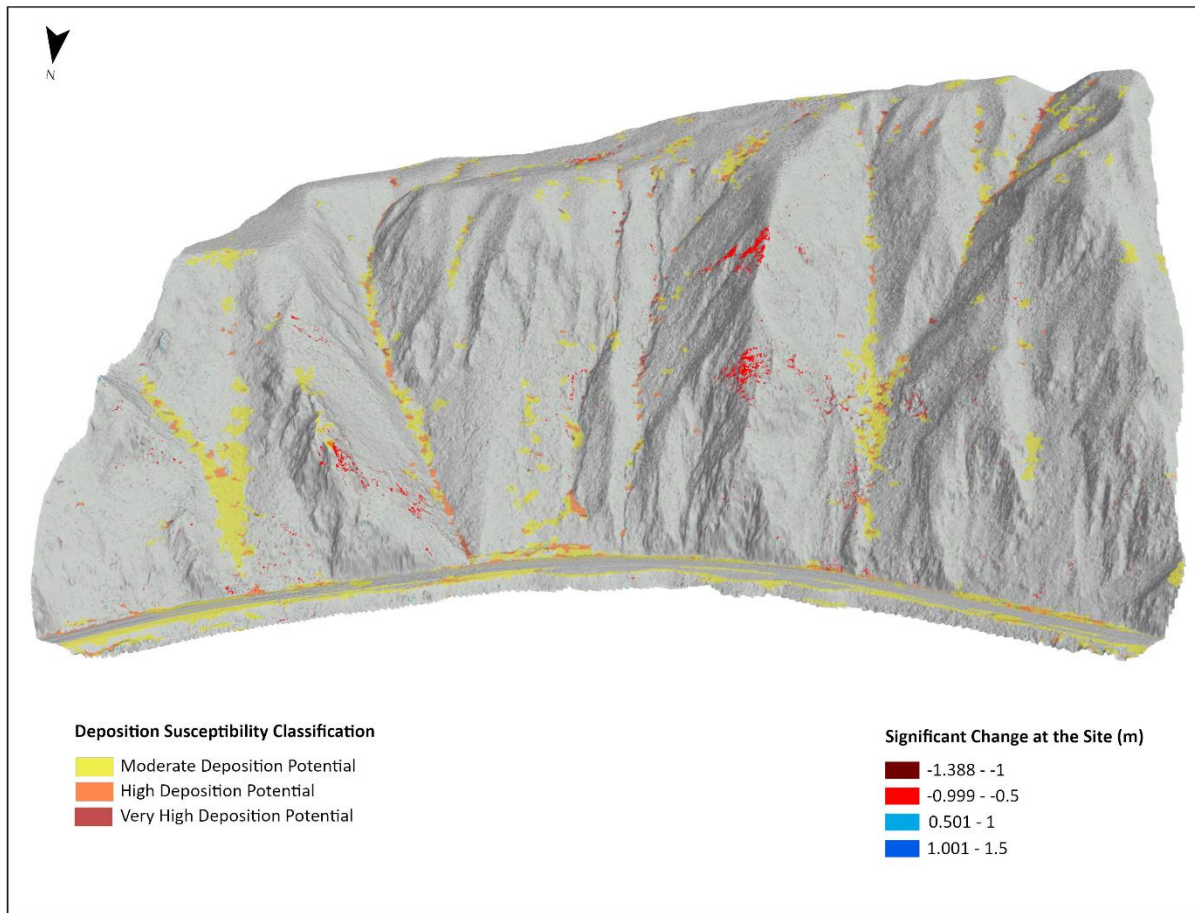 N
Deposition Susceptibility Classification
Moderate Deposition Potential
High Deposition Potential
Very High Deposition Potential
Significant Change at the Site (m)
-1.388 - -1
-0.999 - -0.5
0.501 - 1
1.001 - 1.5